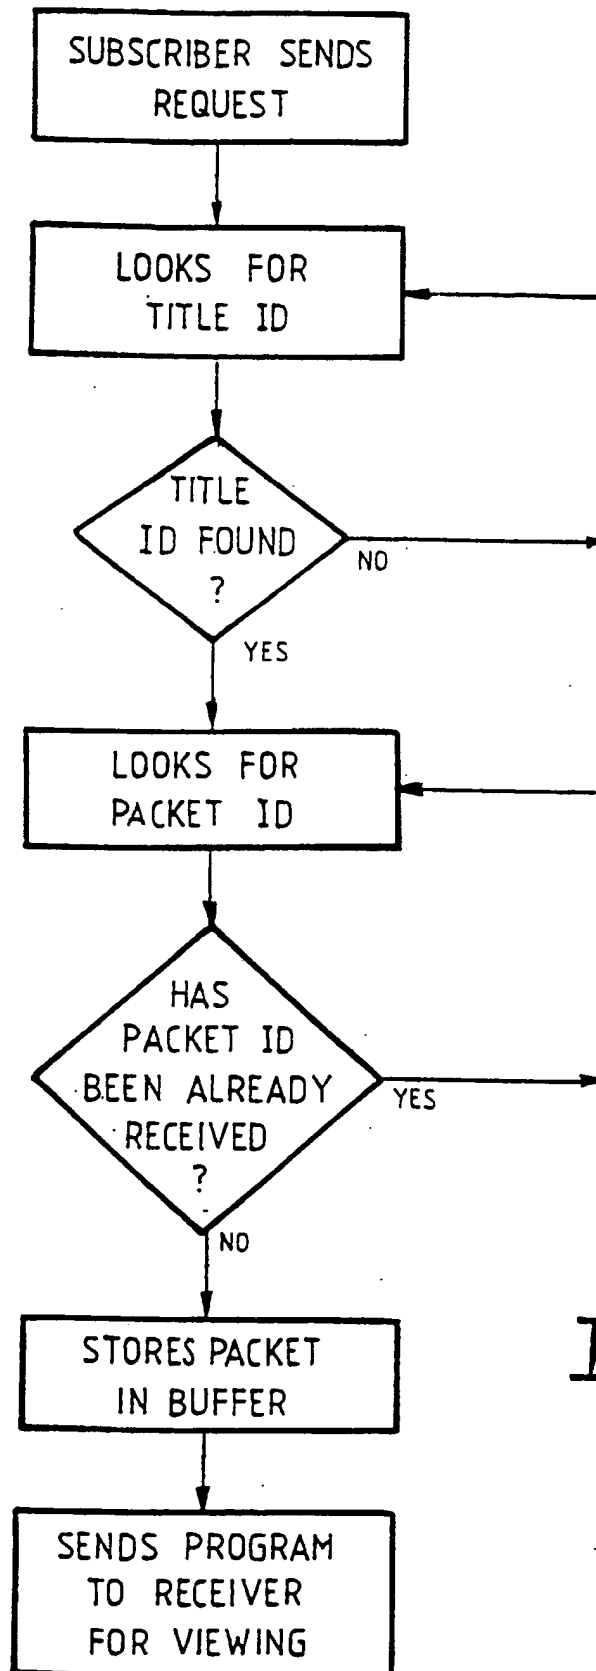 SUBSCRIBER SENDS
REQUEST
LOOKS FOR
TITLE ID
TITLE
ID FOUND
?
NO
YES
LOOKS FOR
PACKET ID
HAS
PACKET ID
BEEN ALREADY
RECEIVED
?
YES
NO
STORES PACKET
IN BUFFER
SENDS PROGRAM
TO RECEIVER
FOR VIEWING